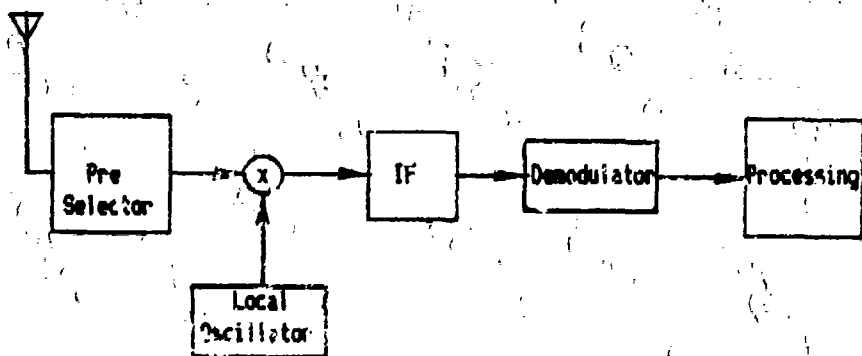 Pre
Selector
x
IF
Demodulator
Processing
Local
Oscillator